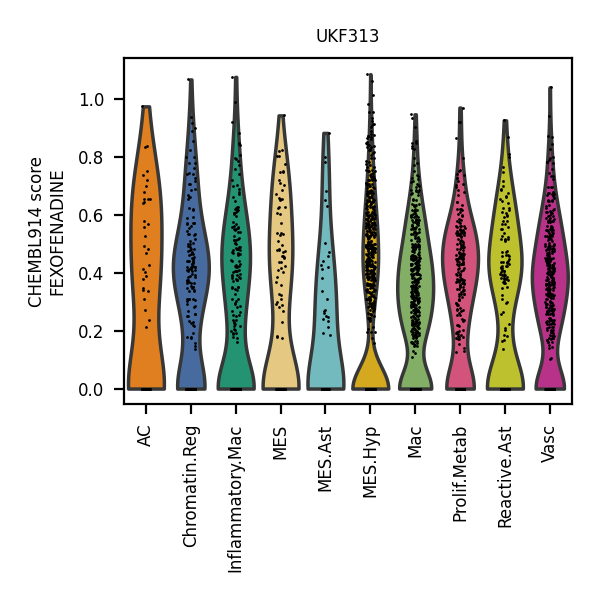 UKF313
CHEMBL914 score
FEXOFENADINE
1.0
0.8
0.6
0.4
0.2
0.0
AC
Chromatin.Reg
Inflammatory.Mac
MES
MES.Ast
MES.Hyp
Mac
Prolif.Metab
Reactive.Ast
Vasc